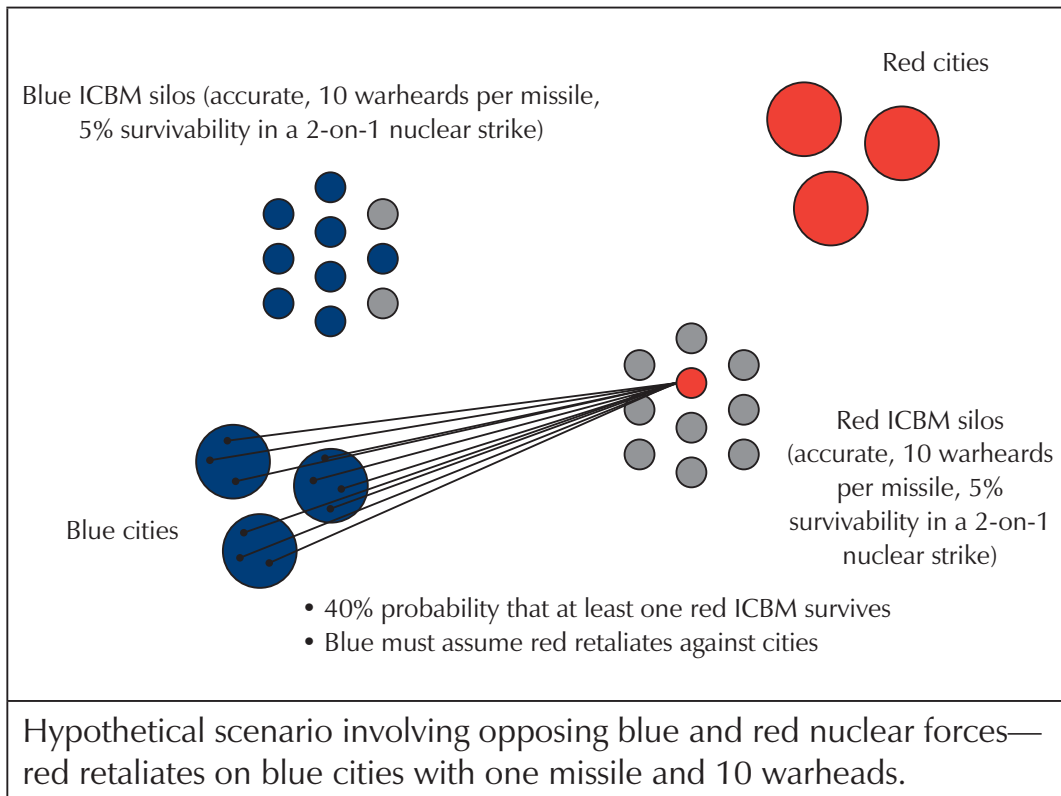 Red cities
Blue ICBM silos (accurate, 10 warheards per missile,
5% survivability in a 2-on-1 nuclear strike)
Red ICBM silos
(accurate, 10 warheards
per missile, 5%
survivability in a 2-on-1
nuclear strike)
Blue cities
• 40% probability that at least one red ICBM survives
• Blue must assume red retaliates against cities
Hypothetical scenario involving opposing blue and red nuclear forces—
red retaliates on blue cities with one missile and 10 warheads.